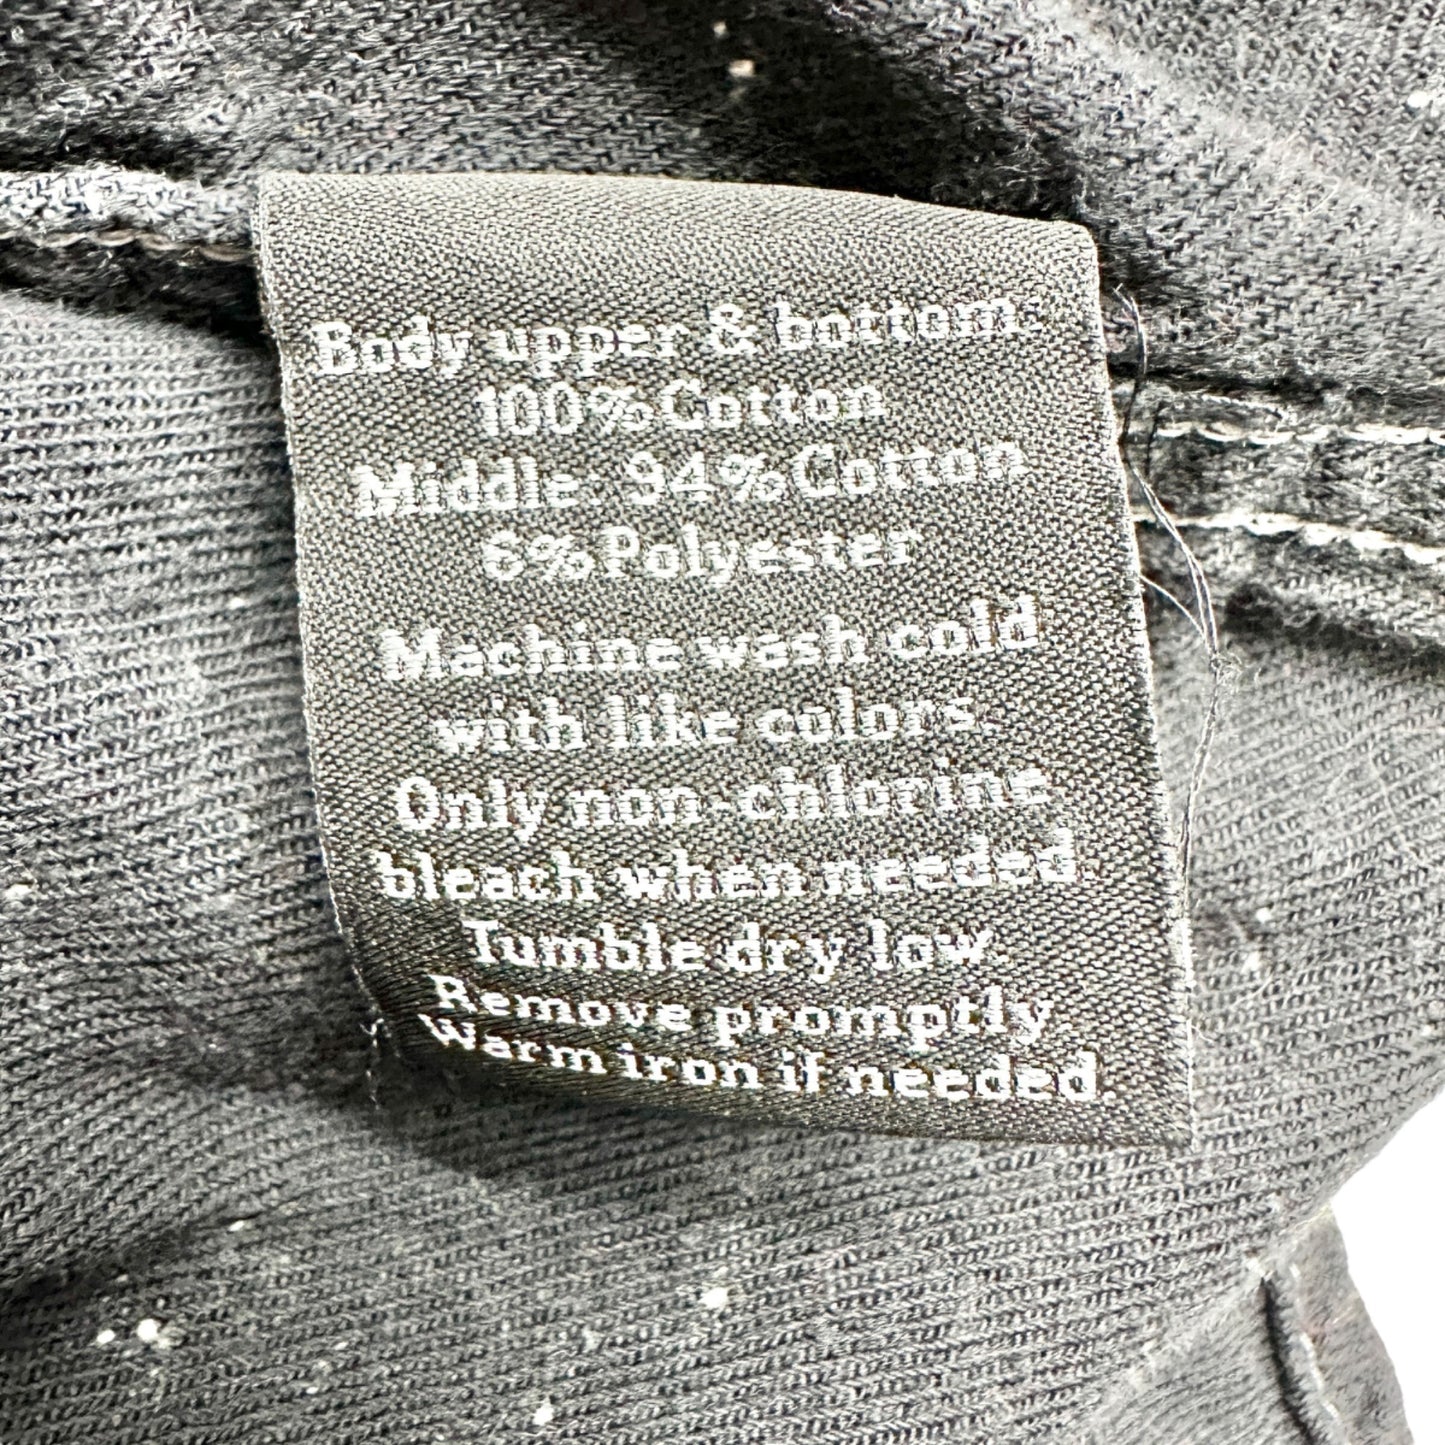 Body upper & bottom:
100% Cotton
Middle: 94% Cotton
6% Polyester
Machine wash cold
with like colors.
Only non-chlorine
bleach when needed.
Tumble dry low.
Remove promptly.
Warm iron if needed.